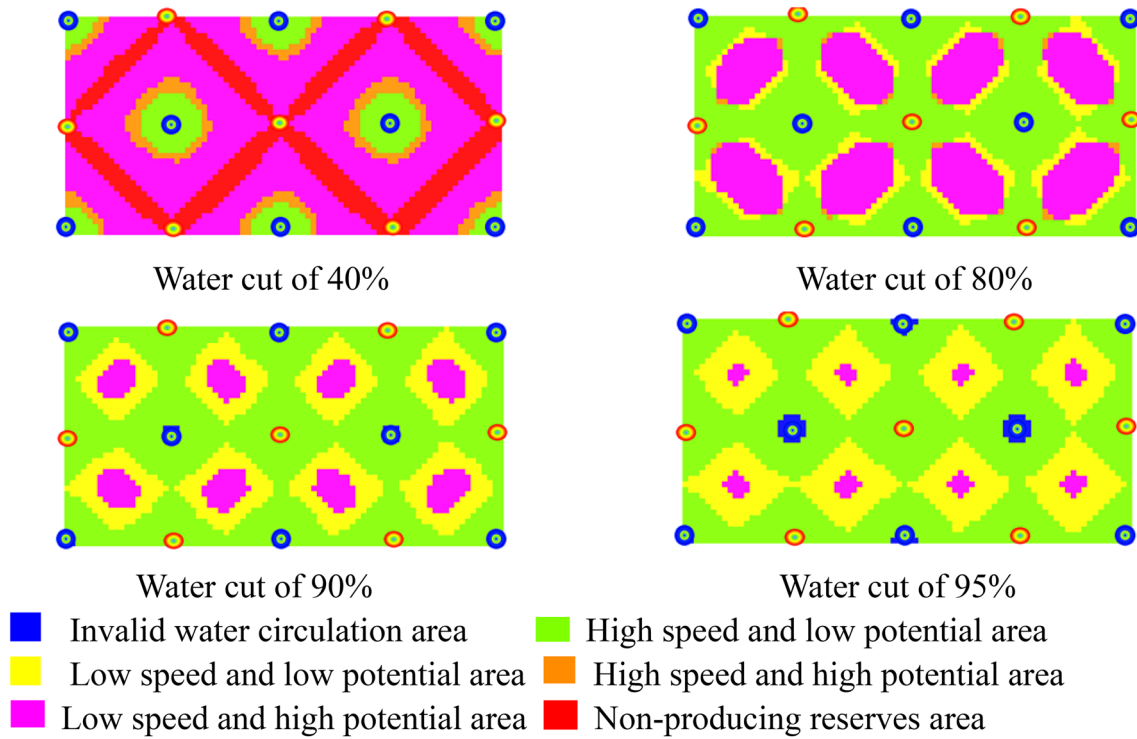 Water cut of 40%
Water cut of 80%
Water cut of 90%
Water cut of 95%
Invalid water circulation area
High speed and low potential area
Low speed and low potential area
High speed and high potential area
Low speed and high potential area
Non-producing reserves area